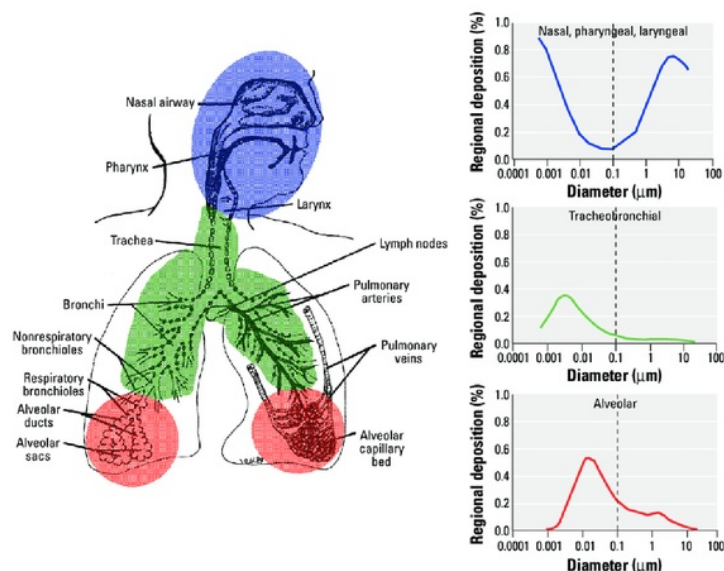 Nasal airway
Pharynx
Larynx
Trachea
Lymph nodes
Pulmonary
arteries
Bronchi
Nonrespiratory
bronchioles
Pulmonary
veins
Respiratory
bronchioles
Alveolar
ducts
Alveolar
sacs
Alveolar
capillary
bed
Regional deposition (%)
Nasal, pharyngeal, laryngeal
1.0
0.8
0.6
0.4
0.2
0.0
0.0001 0.001 0.01 0.1 1 10 100
Diameter (μm)
Regional deposition (%)
Tracheobronchial
1.0
0.8
0.6
0.4
0.2
0.0
0.0001 0.001 0.01 0.1 1 10 100
Diameter (μm)
Regional deposition (%)
Alveolar
1.0
0.8
0.6
0.4
0.2
0.0
0.0001 0.001 0.01 0.1 1 10 100
Diameter (μm)